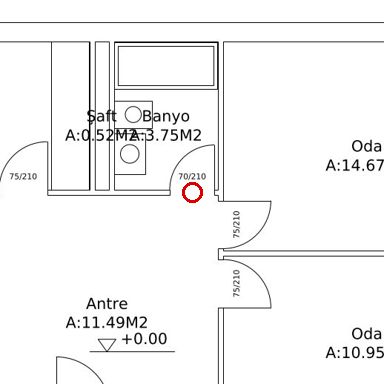 Şaft
A:0.52M2
Banyo
A:3.75M2
75/210
70/210
Oda
A:14.67
75/210
75/210
Antre
A:11.49M2
+0.00
Oda
A:10.95